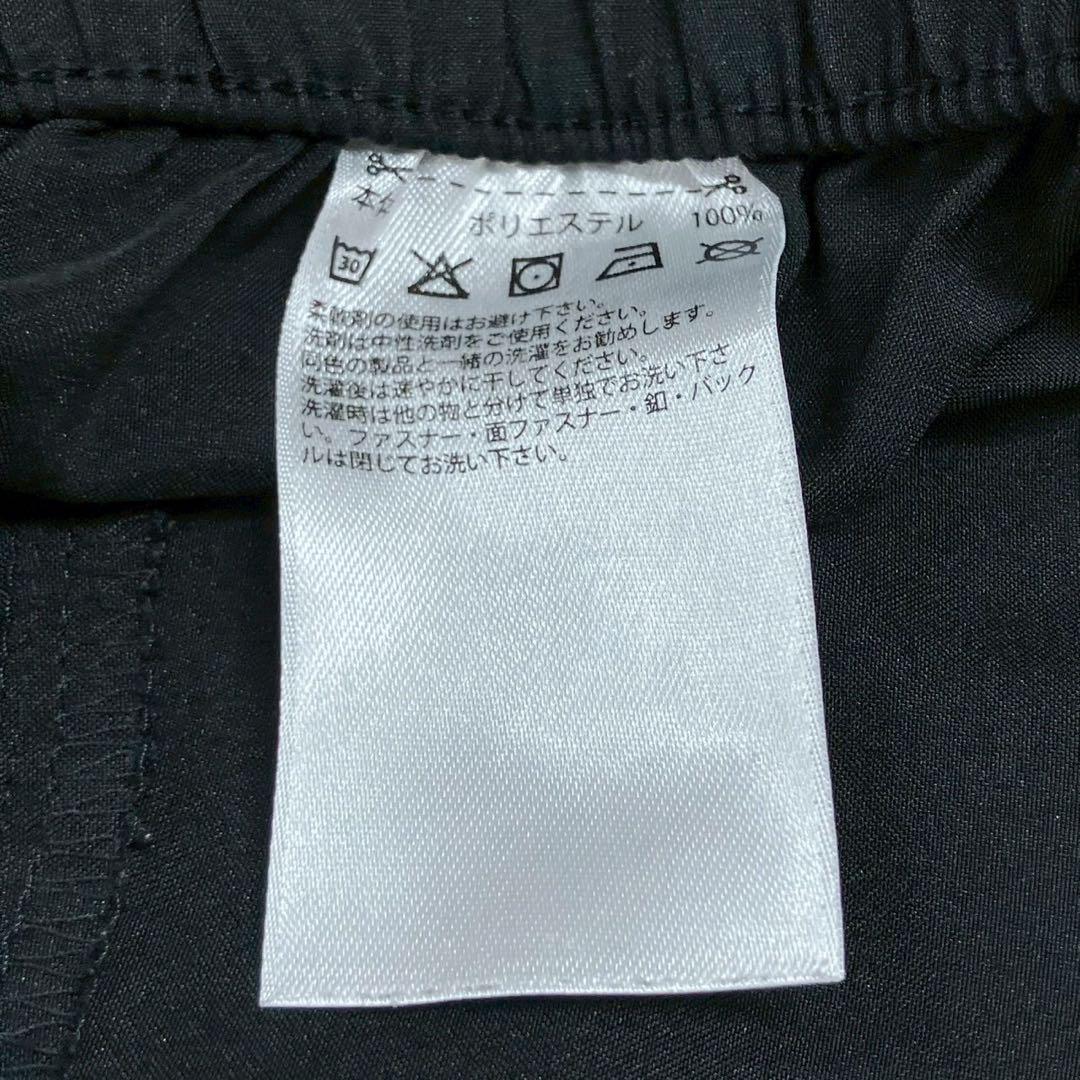 本体
ポリエステル 100%
30
柔軟剤の使用はお避け下さい。
洗剤は中性洗剤をご使用ください。
同色の製品と一緒の洗濯をお勧めします。
洗濯後は速やかに干してください。
洗濯時は他の物と分けて単独でお洗い下さ
い。ファスナー・面ファスナー・釦・バック
ルは閉じてお洗い下さい。